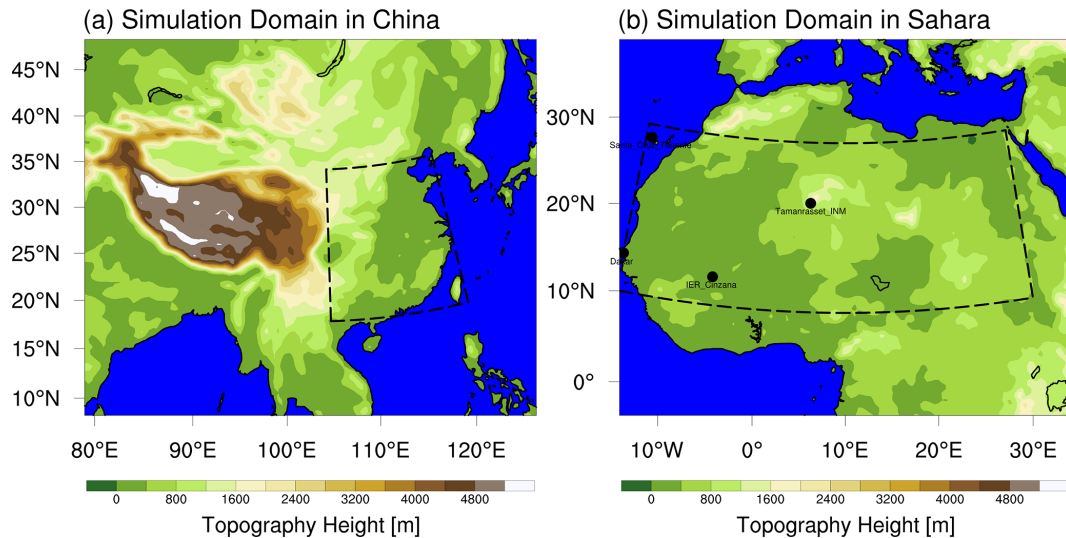 (a) Simulation Domain in China
45°N
40°N
35°N
30°N
25°N
20°N
15°N
10°N
80°E 90°E 100°E 110°E 120°E
0 800 1600 2400 3200 4000 4800
Topography Height [m]
(b) Simulation Domain in Sahara
30°N
20°N
10°N
0°
Tamanrasset_INM
Dakar
IER_Cinzana
10°W 0° 10°E 20°E 30°E
0 800 1600 2400 3200 4000 4800
Topography Height [m]